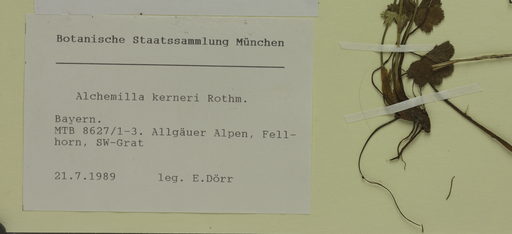 Botanische Staatssammlung München
Alchemilla kerneri Rothm.
Bayern.
MTB 8627/1-3. Allgäuer Alpen, Fell-
horn, SW-Grat
21.7.1989 leg. E.Dörr